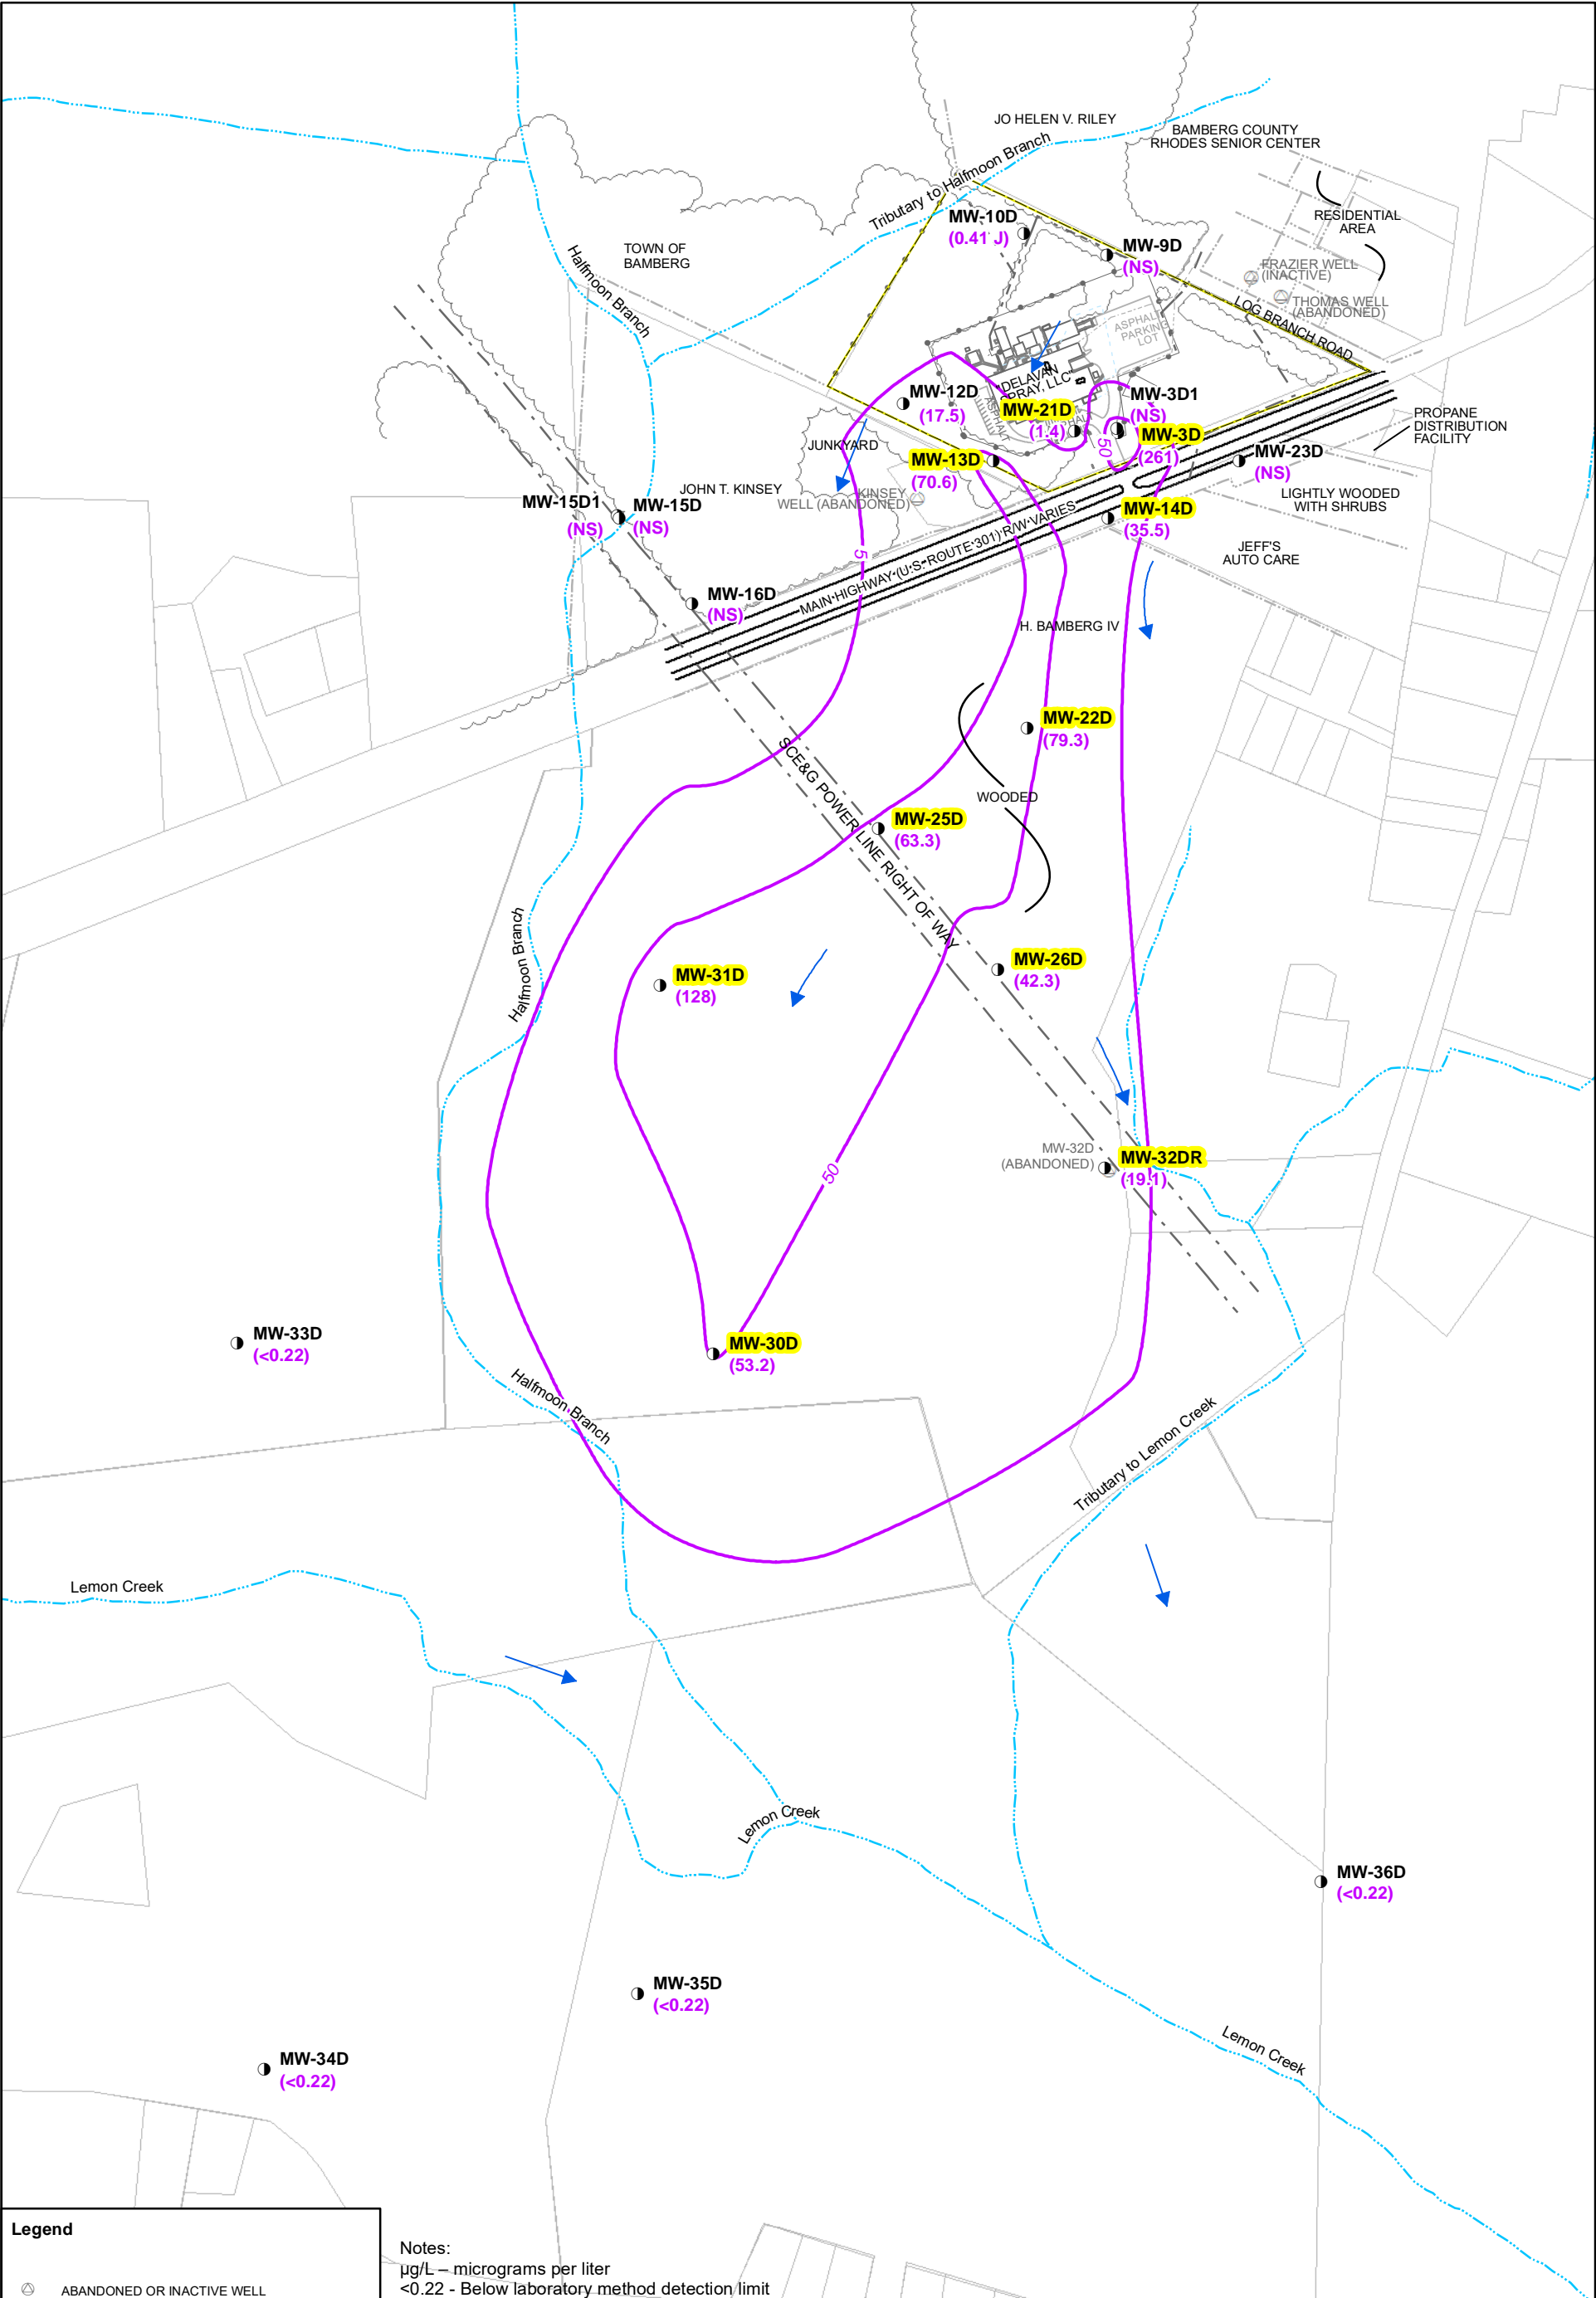 JO HELEN V. RILEY
BAMBERG COUNTY
RHODES SENIOR CENTER
Tributary to Halfmoon Branch
RESIDENTIAL
AREA
MW-10D
(0.41 J)
MW-9D
(NS)
TOWN OF
BAMBERG
Halfmoon Branch
FRAZIER WELL
(INACTIVE)
THOMAS WELL
(ABANDONED)
LOG BRANCH ROAD
ASPHALT
PARKING
LOT
DELAVAN
SPRAY, LLC
ASPHALT
MW-12D
(17.5)
MW-21D
(1.4)
MW-3D1
(NS)
MW-3D
(261)
50
PROPANE
DISTRIBUTION
FACILITY
JUNKYARD
MW-13D
(70.6)
MW-23D
(NS)
KINSEY
WELL (ABANDONED)
JOHN T. KINSEY
LIGHTLY WOODED
WITH SHRUBS
MW-15D1
(NS)
MW-15D
(NS)
MW-14D
(35.5)
MAIN HIGHWAY (U.S. ROUTE 301) R/W VARIES
JEFF'S
AUTO CARE
5
MW-16D
(NS)
H. BAMBERG IV
MW-22D
(79.3)
SCE&G POWER LINE RIGHT OF WAY
WOODED
MW-25D
(63.3)
Halfmoon Branch
MW-31D
(128)
MW-26D
(42.3)
MW-32D
(ABANDONED)
MW-32DR
(19.1)
50
MW-33D
(<0.22)
MW-30D
(53.2)
Halfmoon Branch
Tributary to Lemon Creek
Lemon Creek
Lemon Creek
MW-36D
(<0.22)
MW-35D
(<0.22)
Lemon Creek
MW-34D
(<0.22)
Legend
ABANDONED OR INACTIVE WELL
Notes:
µg/L – micrograms per liter
<0.22 - Below laboratory method detection limit